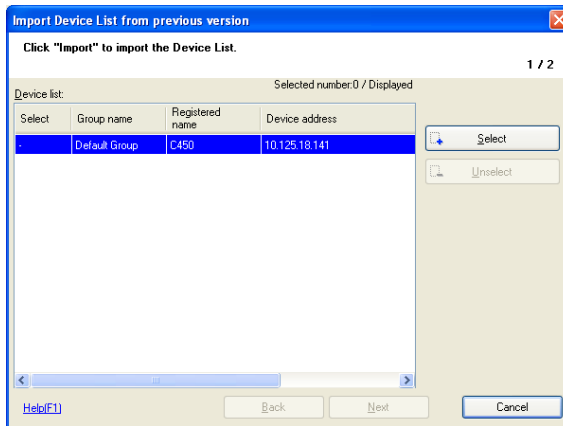 Import Device List from previous version
Click "Import" to import the Device List.
1 / 2
Selected number:0 / Displayed
Device list:
Select Group name Registered name Device address
- Default Group C450 10.125.18.141
Select
Unselect
Help(F1)
Back Next Cancel